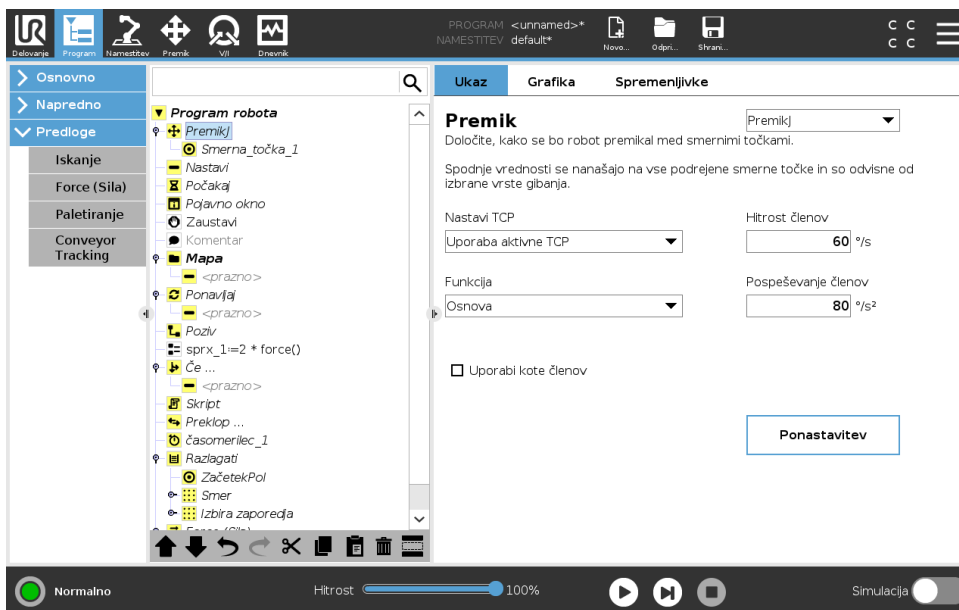 UR
PROGRAM <unnamed>*
NAMESTITEV default*
Delovanje Program Namestitev Premik V/I Dnevnik Novo... Odpri... Shrani...
C C
C C
Osnovno
Napredno
Predloge
Iskanje
Force (Sila)
Paletiranje
Conveyor
Tracking
Program robota
PremikJ
Smerna_točka_1
Nastavi
Počakaj
Pojavno okno
Zaustavi
Komentar
Mapa
<prazno>
Ponavljaj
<prazno>
Poziv
sprx_1:=2 * force()
Če ...
<prazno>
Skript
Preklop ...
časomerilec_1
Razlagati
ZačetekPol
Smer
Izbira zaporedja
Force (Sila)
Ukaz Grafika Spremenljivke
Premik PremikJ
Določite, kako se bo robot premikal med smernimi točkami.
Spodnje vrednosti se nanašajo na vse podrejene smerne točke in so odvisne od
izbrane vrste gibanja.
Nastavi TCP Hitrost členov
Uporaba aktivne TCP 60 °/s
Funkcija Pospeševanje členov
Osnova 80 °/s²
Uporabi kote členov
Ponastavitev
Normalno Hitrost 100% Simulacija